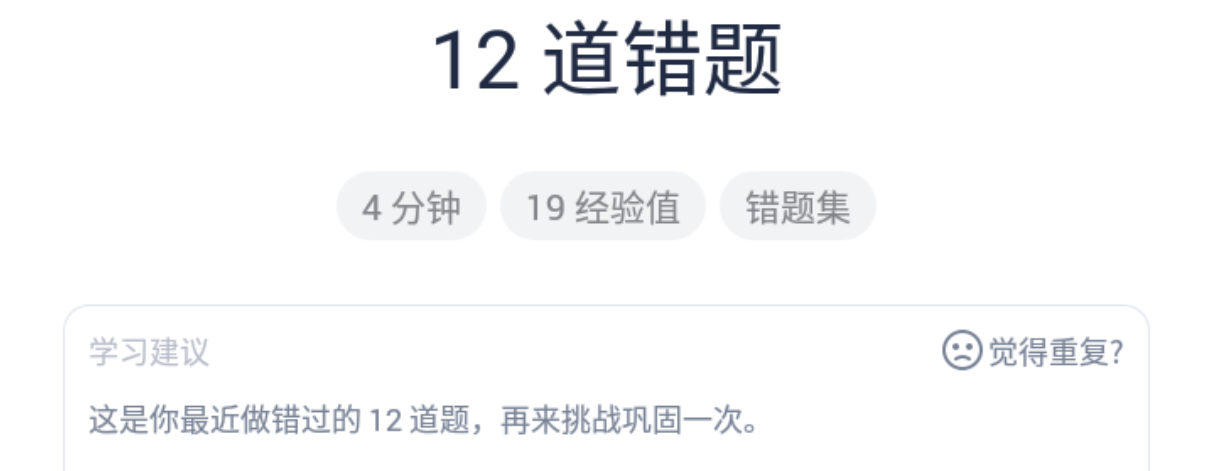 12 道错题
4 分钟 19 经验值 错题集
学习建议 觉得重复?
这是你最近做错过的 12 道题，再来挑战巩固一次。